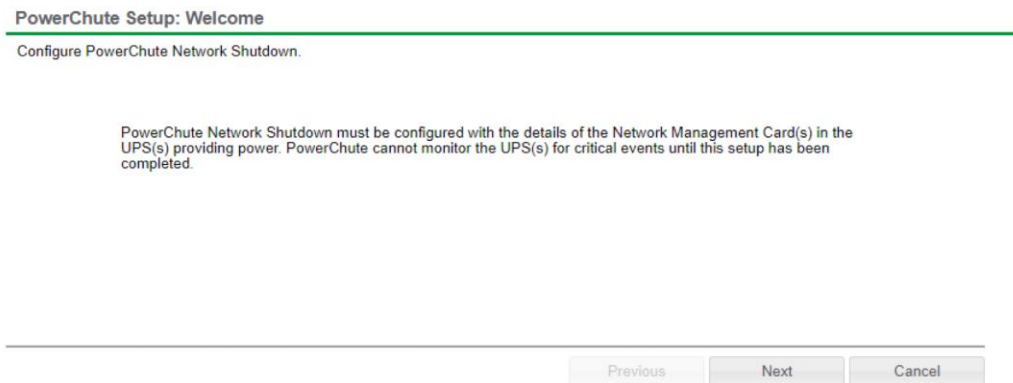 PowerChute Setup: Welcome
Configure PowerChute Network Shutdown.
PowerChute Network Shutdown must be configured with the details of the Network Management Card(s) in the
UPS(s) providing power. PowerChute cannot monitor the UPS(s) for critical events until this setup has been
completed.
Previous Next Cancel